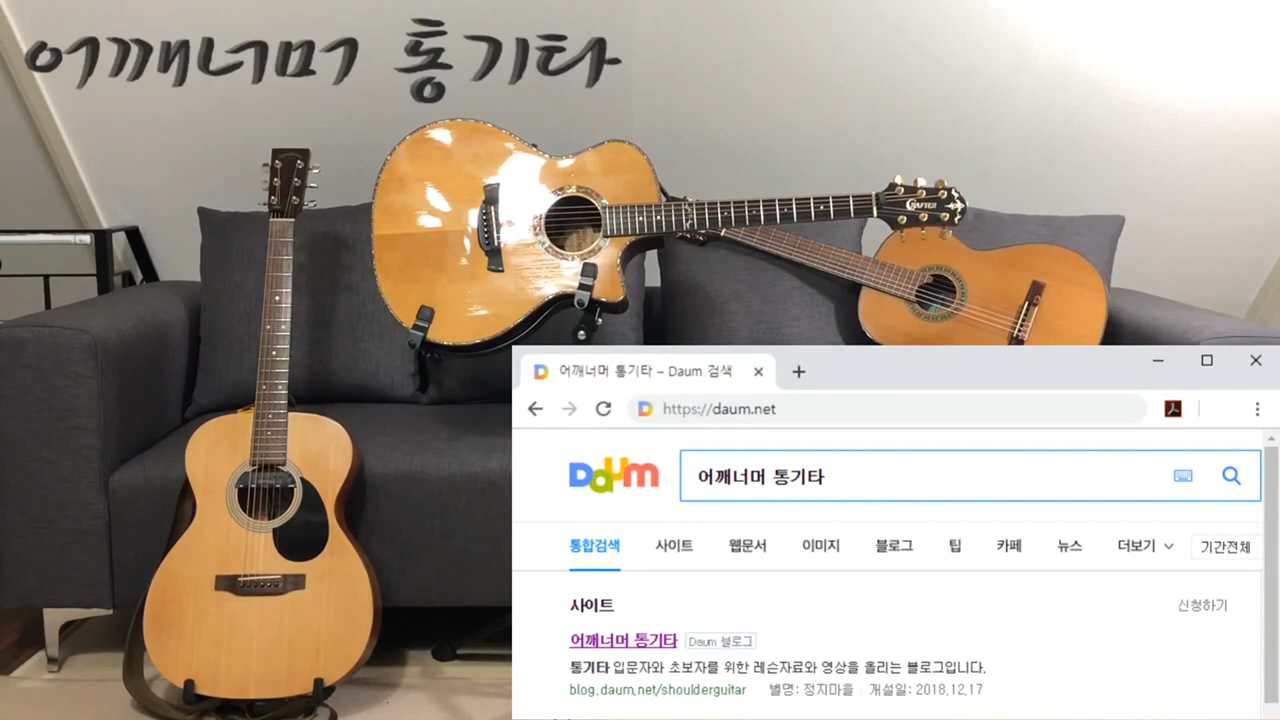 어깨너머 통기타
CRAFTER
어깨너머 통기타 – Daum 검색
https://daum.net
Daum
어깨너머 통기타
통합검색 사이트 웹문서 이미지 블로그 팁 카페 뉴스 더보기 기간전체
사이트 신청하기
어깨너머 통기타 Daum 블로그
통기타 입문자와 초보자를 위한 레슨자료와 영상을 올리는 블로그입니다.
blog.daum.net/shoulderguitar 별명: 정지마을 개설일: 2018.12.17